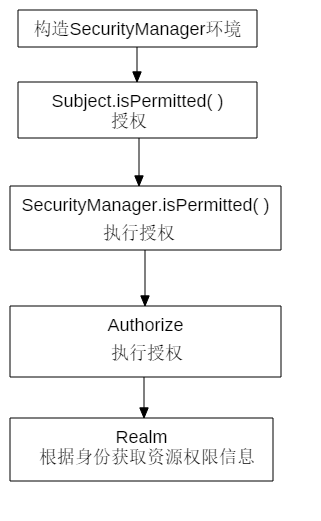 构造SecurityManager环境
Subject.isPermitted( )
授权
SecurityManager.isPermitted( )
执行授权
Authorize
执行授权
Realm
根据身份获取资源权限信息